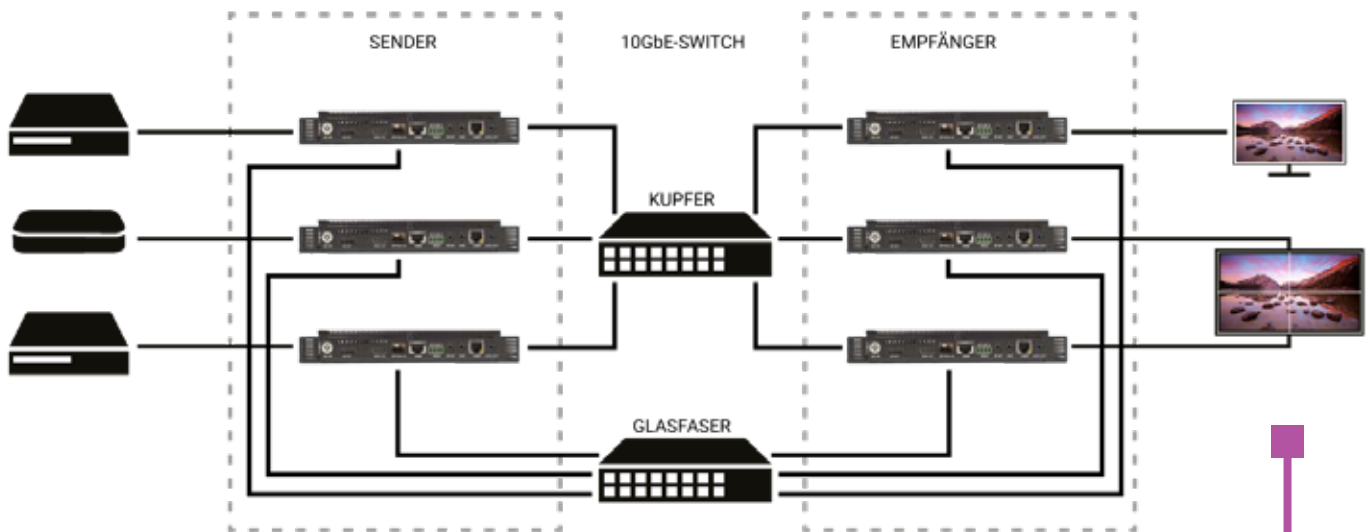 SENDER
10GbE-SWITCH
EMPFÄNGER
KUPFER
GLASFASER